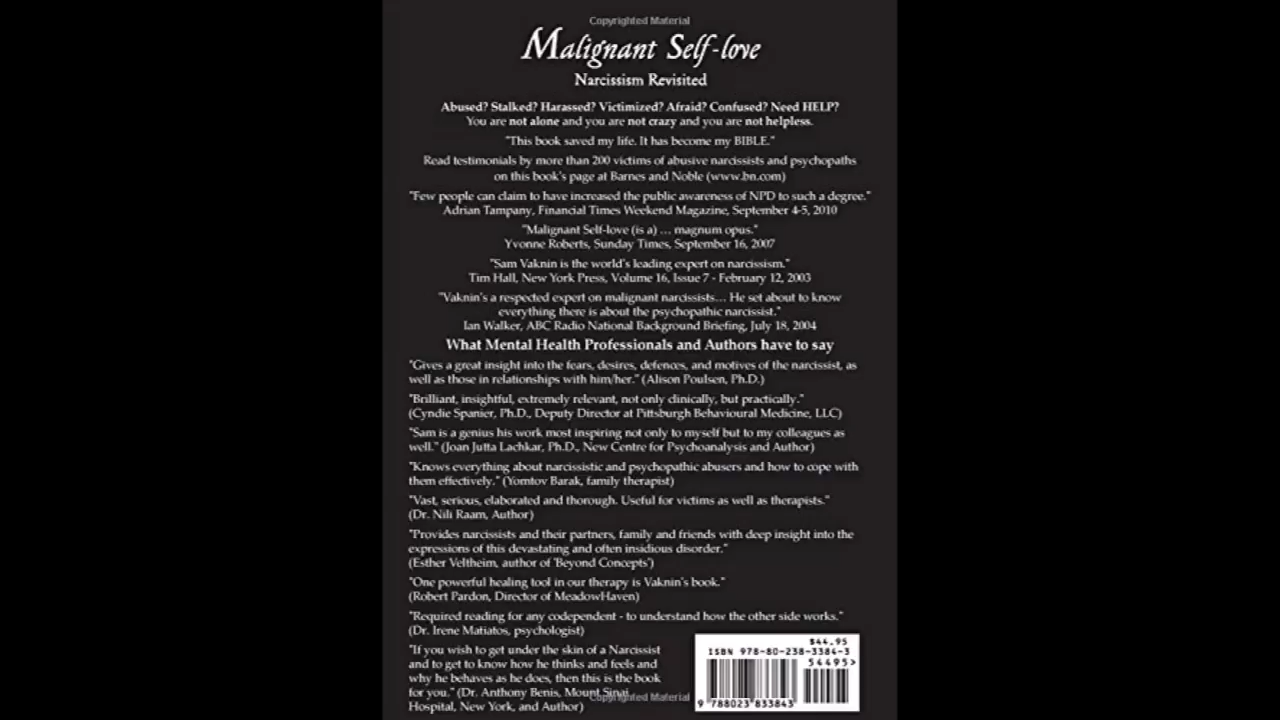 Copyrighted Material
Malignant Self-love
Narcissism Revisited
Abused? Stalked? Harassed? Victimized? Afraid? Confused? Need HELP?
You are not alone and you are not crazy and you are not helpless.
"This book saved my life. It has become my BIBLE."
Read testimonials by more than 200 victims of abusive narcissists and psychopaths
on this book's page at Barnes and Noble (www.bn.com)
"Few people can claim to have increased the public awareness of NPD to such a degree."
Adrian Tampany, Financial Times Weekend Magazine, September 4-5, 2010
"Malignant Self-love (is a) ... magnum opus."
Yvonne Roberts, Sunday Times, September 16, 2007
"Sam Vaknin is the world's leading expert on narcissism."
Tim Hall, New York Press, Volume 16, Issue 7 - February 12, 2003
"Vaknin's a respected expert on malignant narcissists... He set about to know
everything there is about the psychopathic narcissist."
Ian Walker, ABC Radio National Background Briefing, July 18, 2004
What Mental Health Professionals and Authors have to say
"Gives a great insight into the fears, desires, defences, and motives of the narcissist, as
well as those in relationships with him/her." (Alison Poulsen, Ph.D.)
"Brilliant, insightful, extremely relevant, not only clinically, but practically."
(Cyndie Spanier, Ph.D., Deputy Director at Pittsburgh Behavioural Medicine, LLC)
"Sam is a genius his work most inspiring not only to myself but to my colleagues as
well." (Joan Jutta Lachkar, Ph.D., New Centre for Psychoanalysis and Author)
"Knows everything about narcissistic and psychopathic abusers and how to cope with
them effectively." (Yomtov Barak, family therapist)
"Vast, serious, elaborated and thorough. Useful for victims as well as therapists."
(Dr. Nili Raam, Author)
"Provides narcissists and their partners, family and friends with deep insight into the
expressions of this devastating and often insidious disorder."
(Esther Veltheim, author of 'Beyond Concepts')
"One powerful healing tool in our therapy is Vaknin's book."
(Robert Pardon, Director of MeadowHaven)
"Required reading for any codependent - to understand how the other side works."
(Dr. Irene Matiatos, psychologist)
"If you wish to get under the skin of a Narcissist
and to get to know how he thinks and feels and
why he behaves as he does, then this is the book
for you." (Dr. Anthony Benis, Mount Sinai
Hospital, New York, and Author)
Copyrighted Material
$44.95
ISBN 978-80-238-3384-3
54495>
9 788023 833843